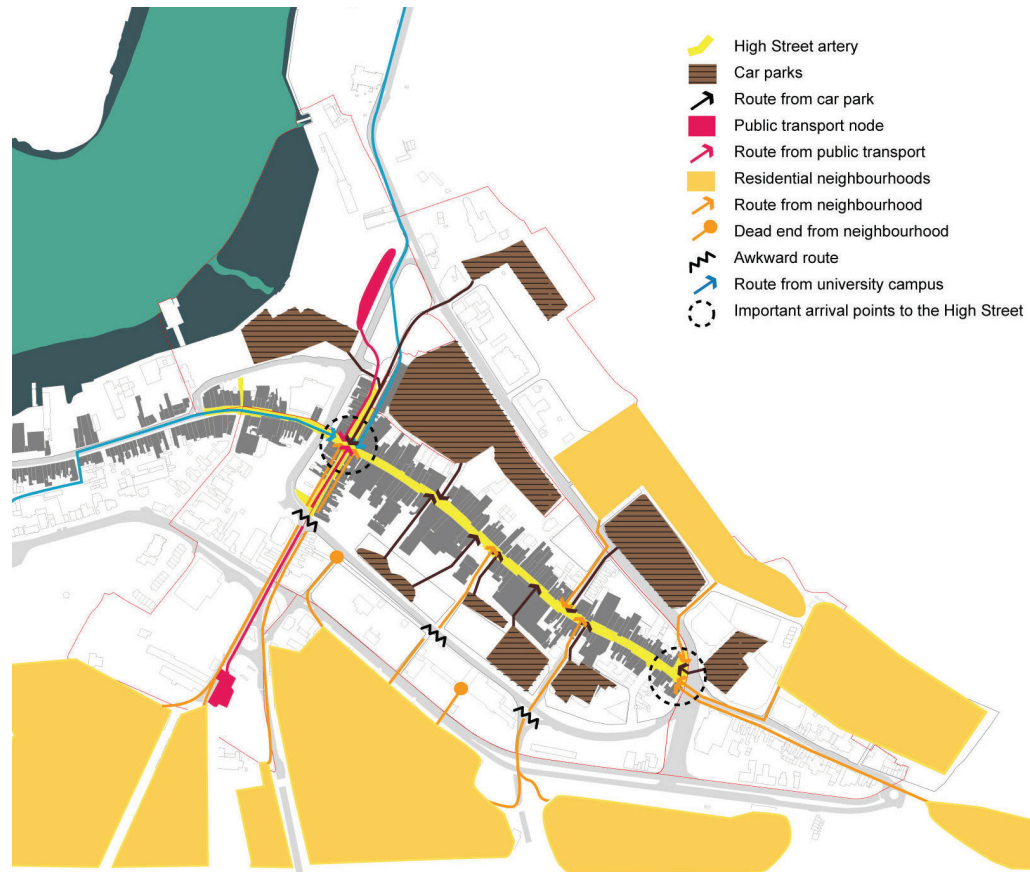 High Street artery
Car parks
Route from car park
Public transport node
Route from public transport
Residential neighbourhoods
Route from neighbourhood
Dead end from neighbourhood
Awkward route
Route from university campus
Important arrival points to the High Street